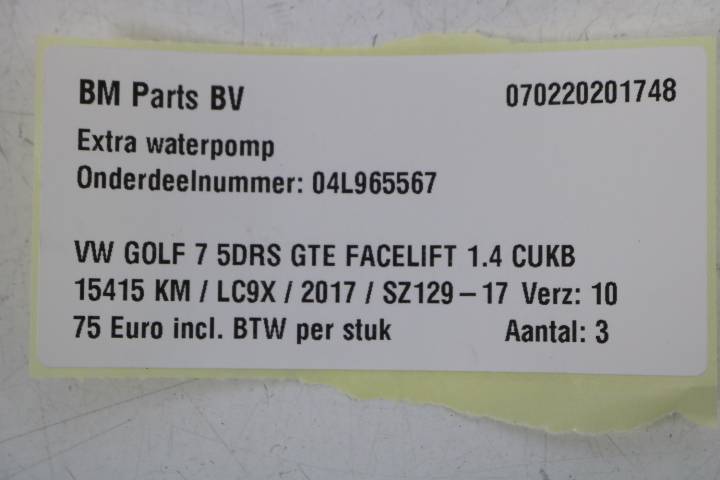 BM Parts BV 070220201748
Extra waterpomp
Onderdeelnummer: 04L965567
VW GOLF 7 5DRS GTE FACELIFT 1.4 CUKB
15415 KM / LC9X / 2017 / SZ129-17 Verz: 10
75 Euro incl. BTW per stuk Aantal: 3